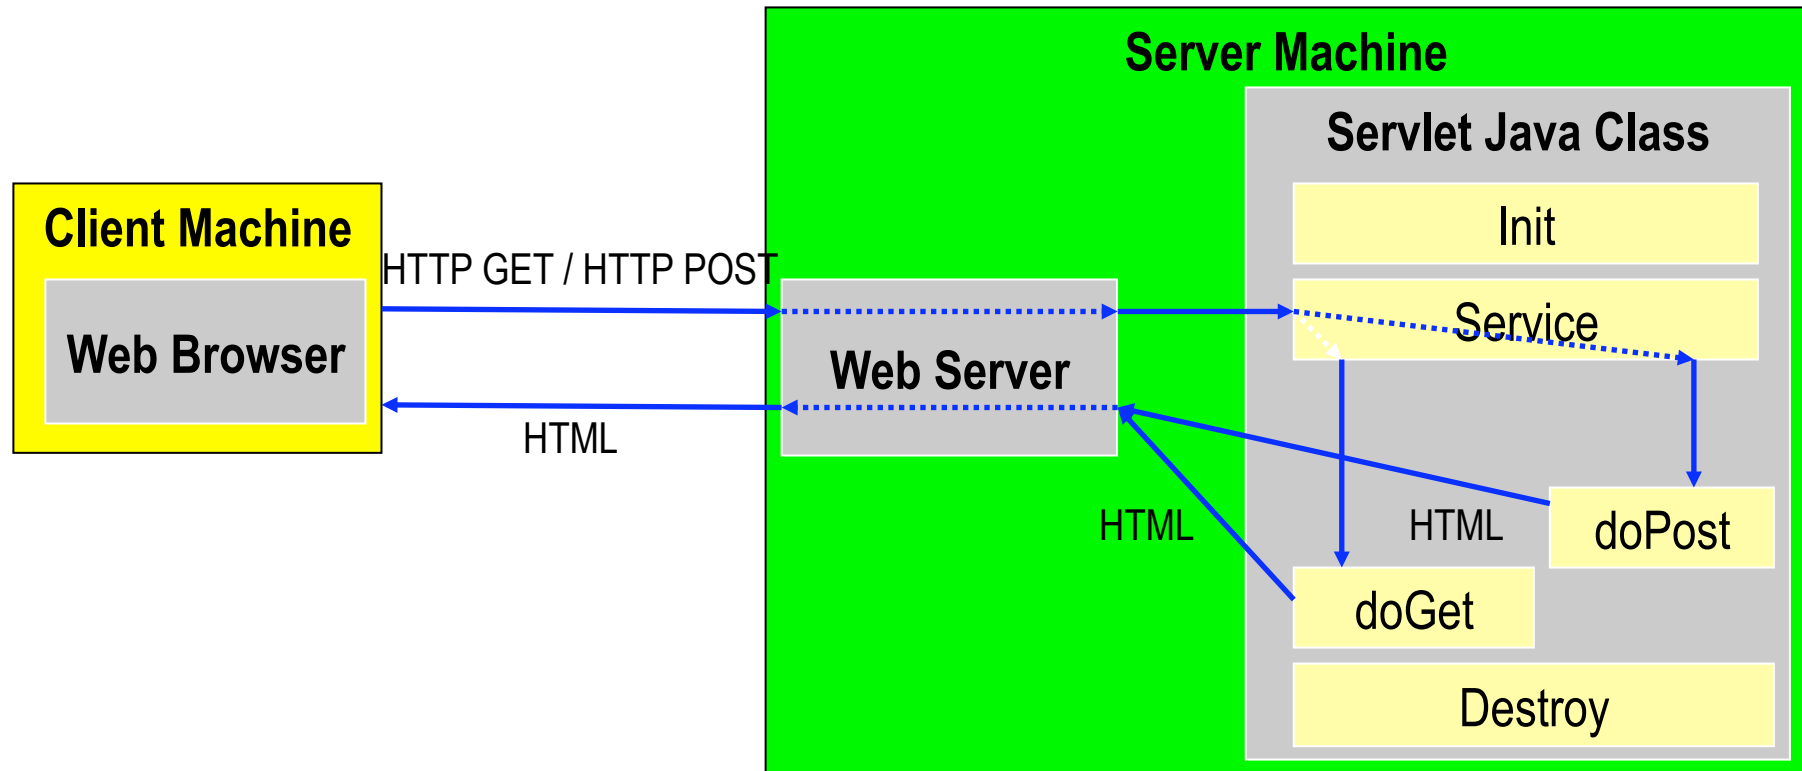 Server Machine
Servlet Java Class
Client Machine
Init
HTTP GET / HTTP POST
Service
Web Browser
Web Server
HTML
HTML
HTML
doPost
doGet
Destroy